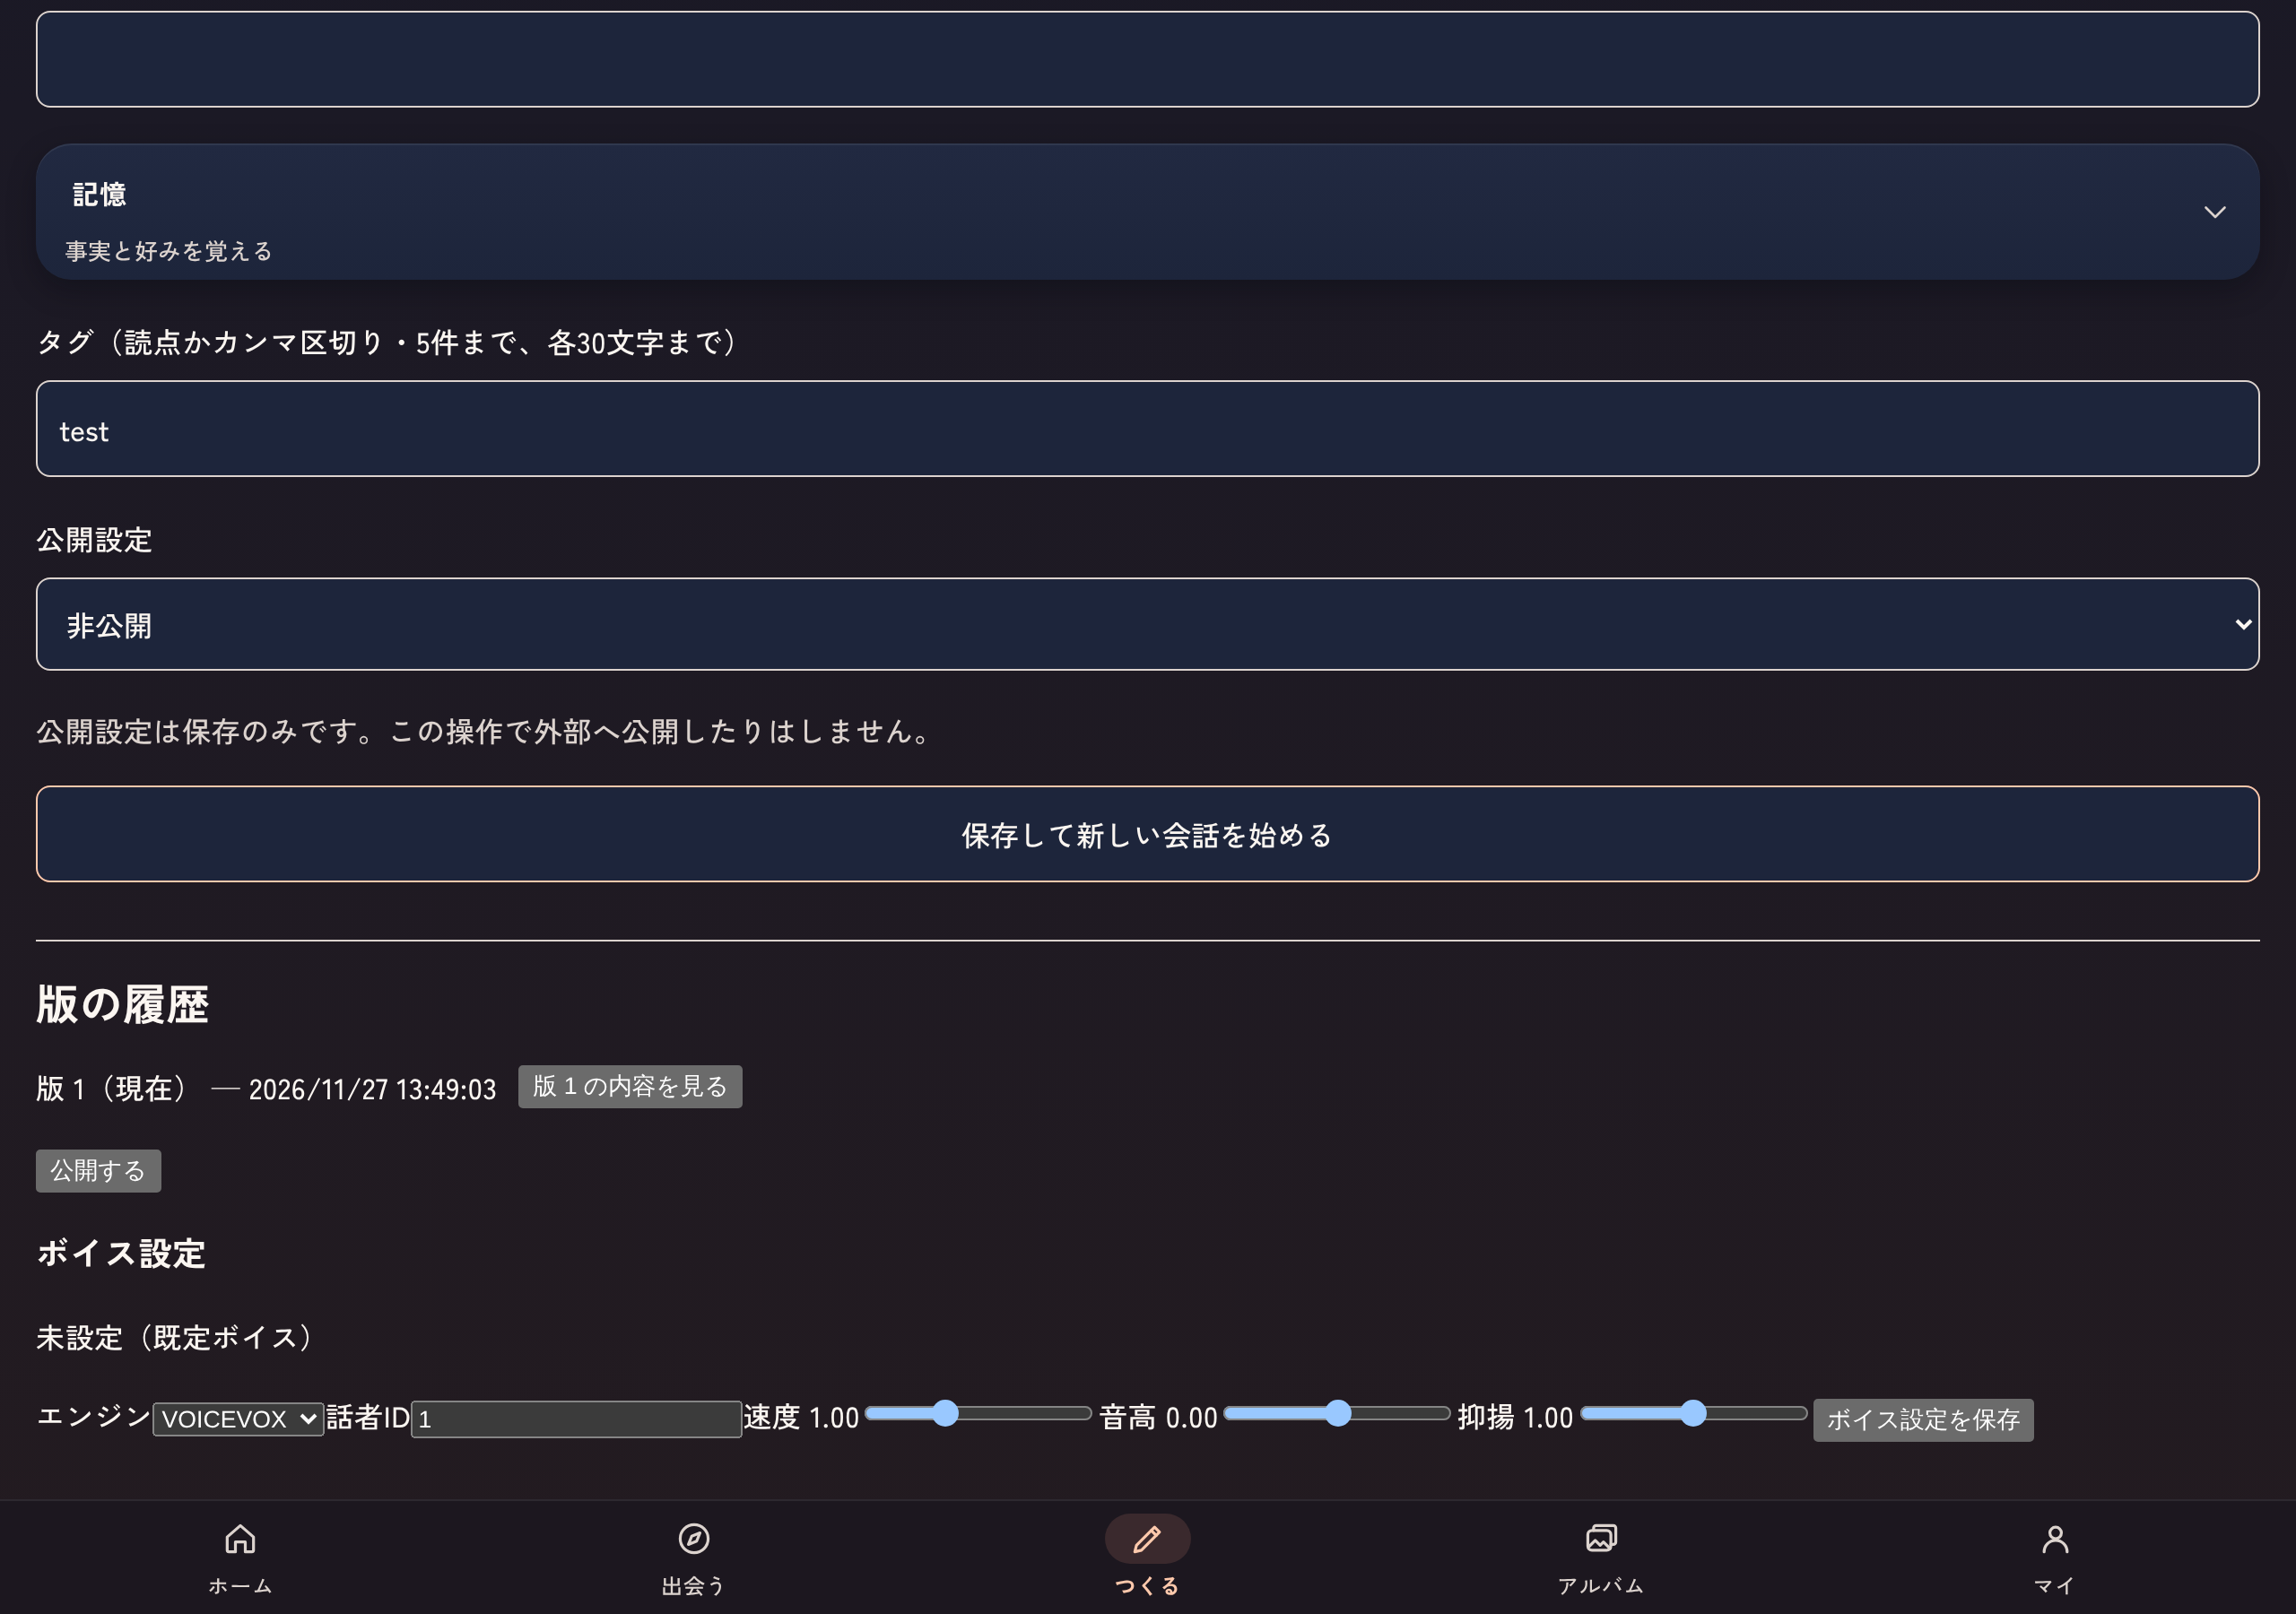 記憶
事実と好みを覚える
タグ（読点かカンマ区切り・5件まで、各30文字まで）
test
公開設定
非公開
公開設定は保存のみです。この操作で外部へ公開したりはしません。
保存して新しい会話を始める
版の履歴
版 1（現在） — 2026/11/27 13:49:03 版 1 の内容を見る
公開する
ボイス設定
未設定（既定ボイス）
エンジン VOICEVOX 話者ID 1 速度 1.00 音高 0.00 抑揚 1.00 ボイス設定を保存
ホーム 出会う つくる アルバム マイ